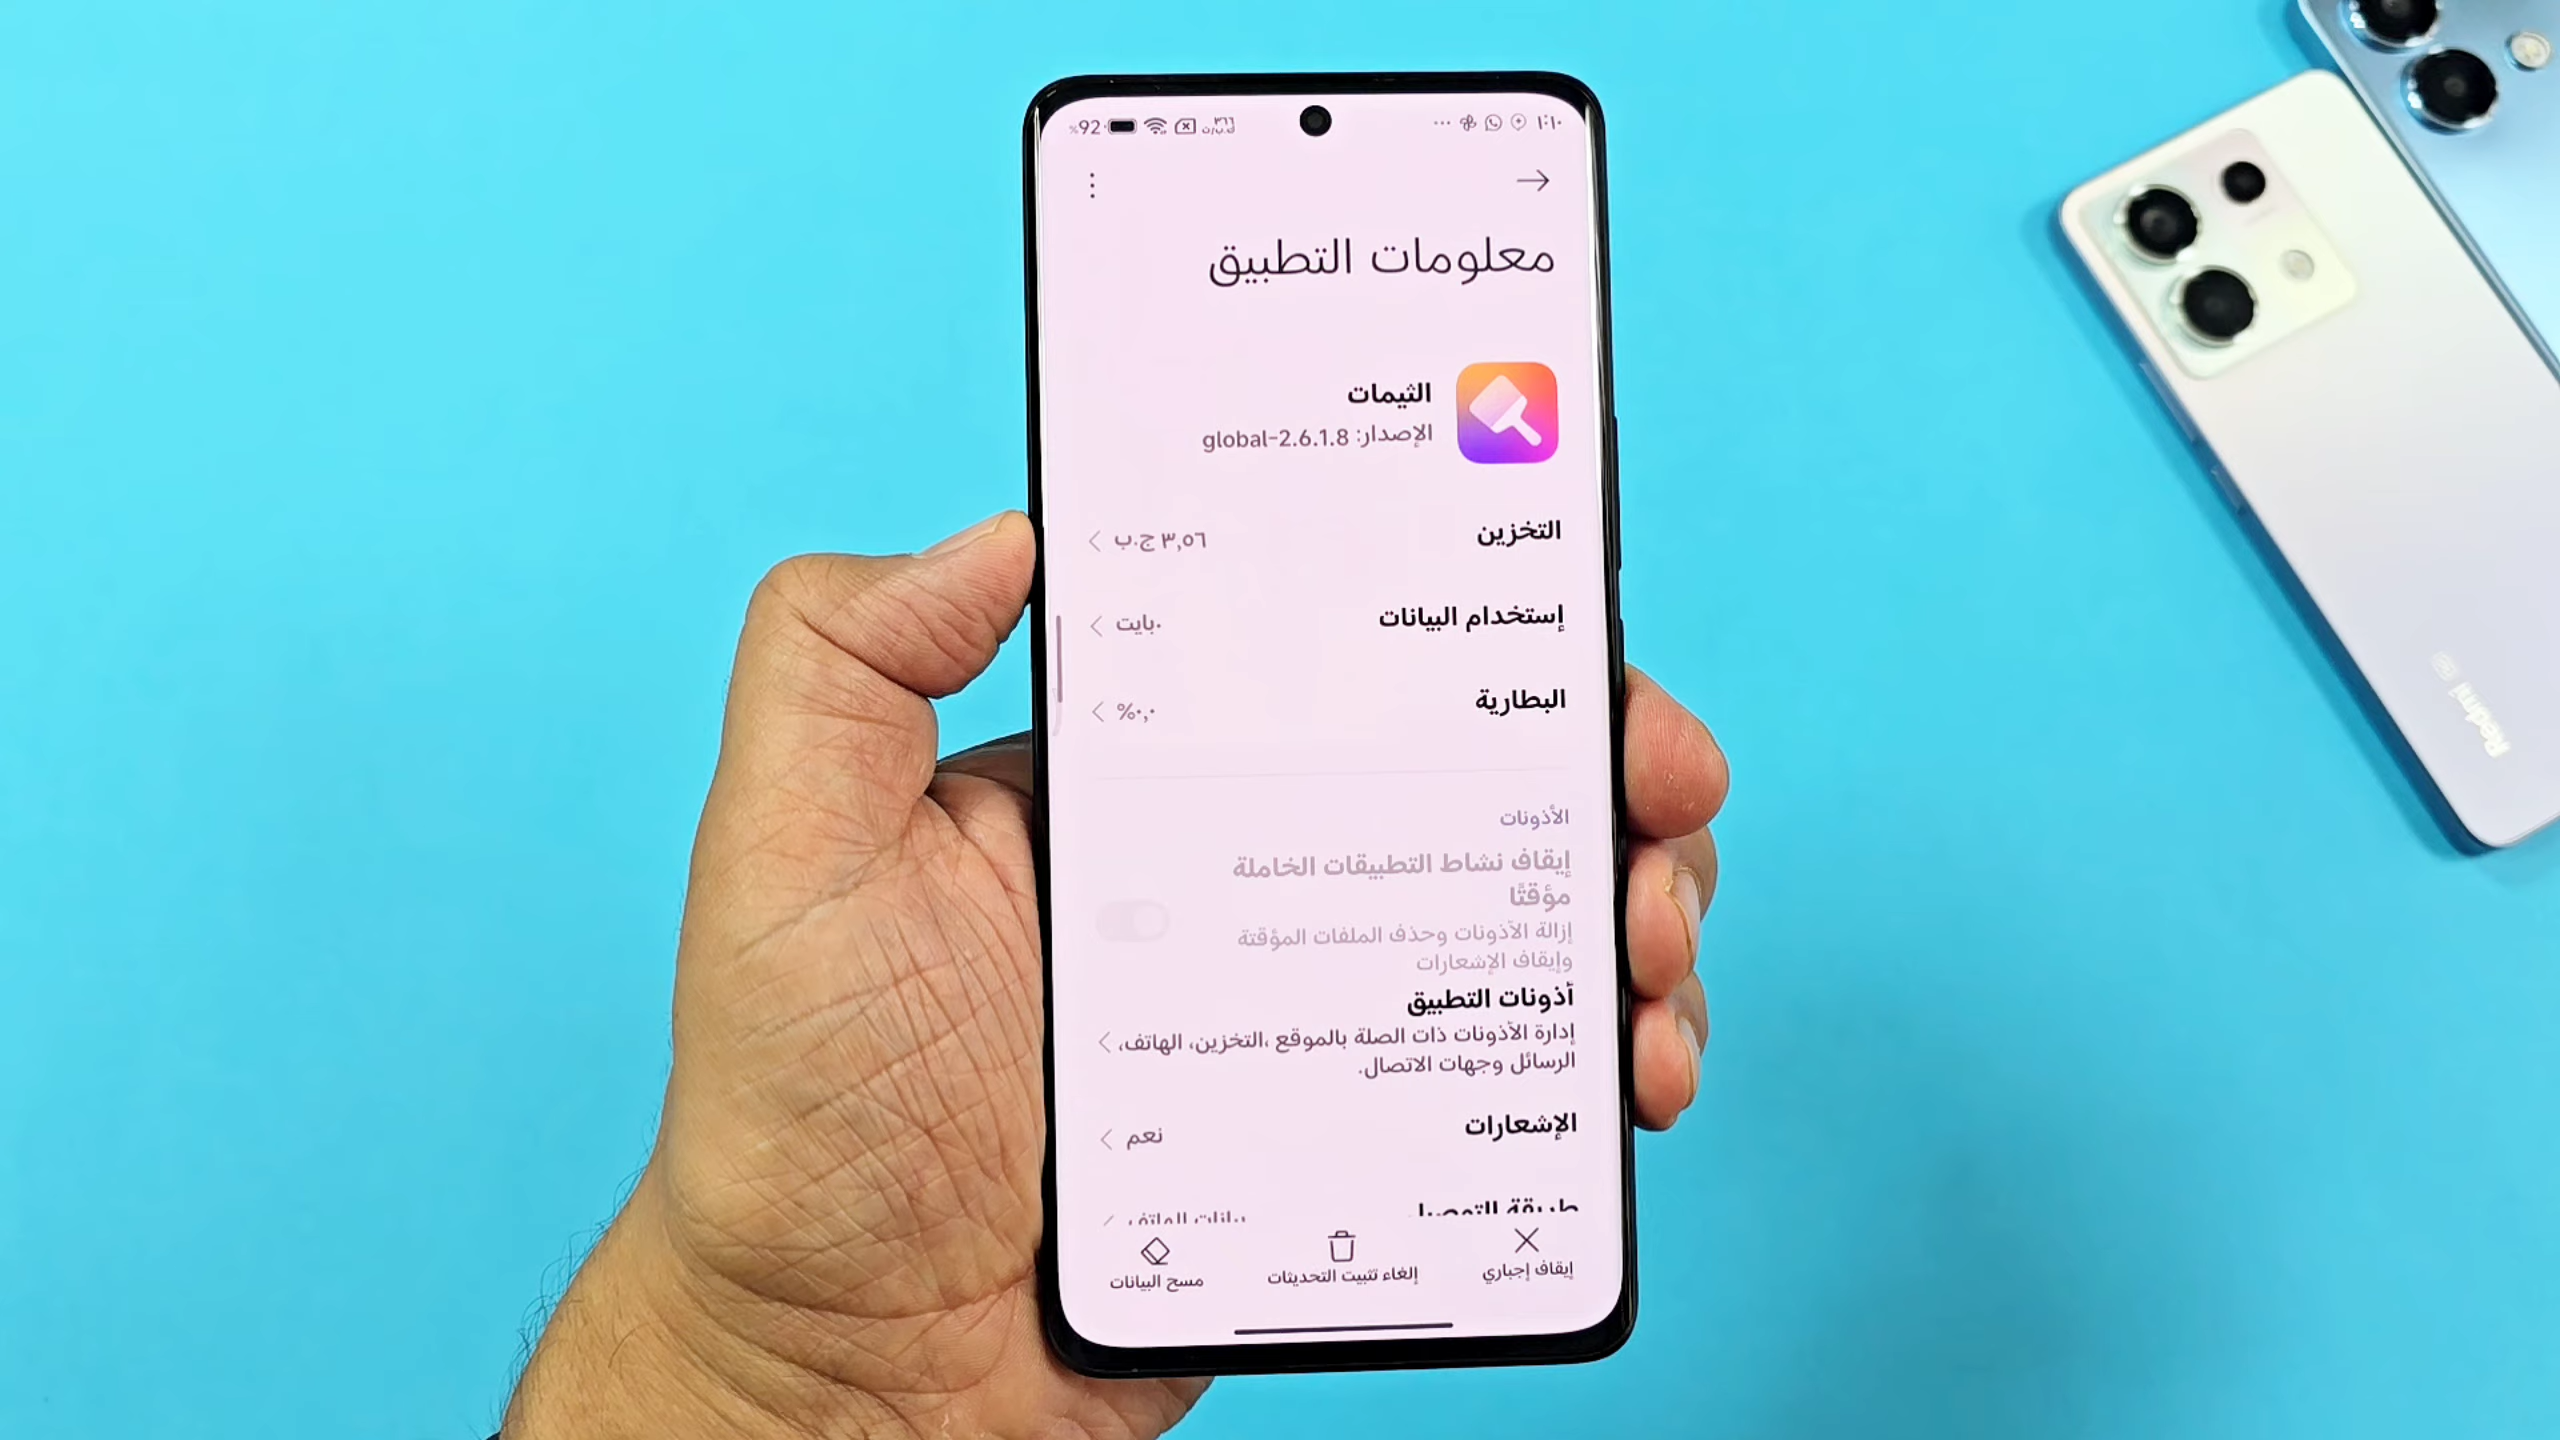 ١:١٠
%92
معلومات التطبيق
الثيمات
الإصدار: 2.6.1.8-global
التخزين
٣,٥٦ ج.ب
إستخدام البيانات
٠بايت
البطارية
٠,٠%
الأذونات
إيقاف نشاط التطبيقات الخاملة
مؤقتًا
إزالة الأذونات وحذف الملفات المؤقتة
وإيقاف الإشعارات
أذونات التطبيق
إدارة الأذونات ذات الصلة بالموقع ،التخزين، الهاتف،
الرسائل وجهات الاتصال.
الإشعارات
نعم
إيقاف إجباري
إلغاء تثبيت التحديثات
مسح البيانات
Redmi